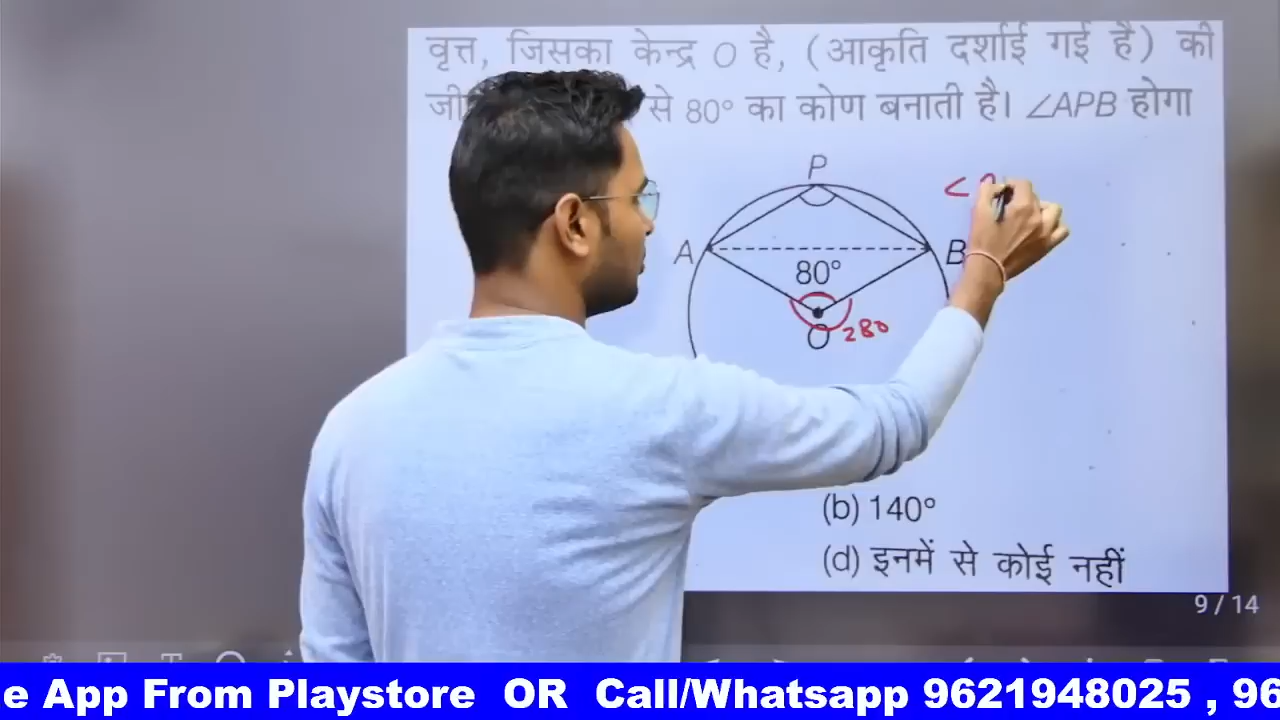 वृत्त, जिसका केन्द्र O है, (आकृति दर्शाई गई है) की
से 80° का कोण बनाती है। ∠APB होगा
P
A
B
80°
O
280
(b) 140°
(d) इनमें से कोई नहीं
9 / 14
e App From Playstore OR Call/Whatsapp 9621948025 , 96